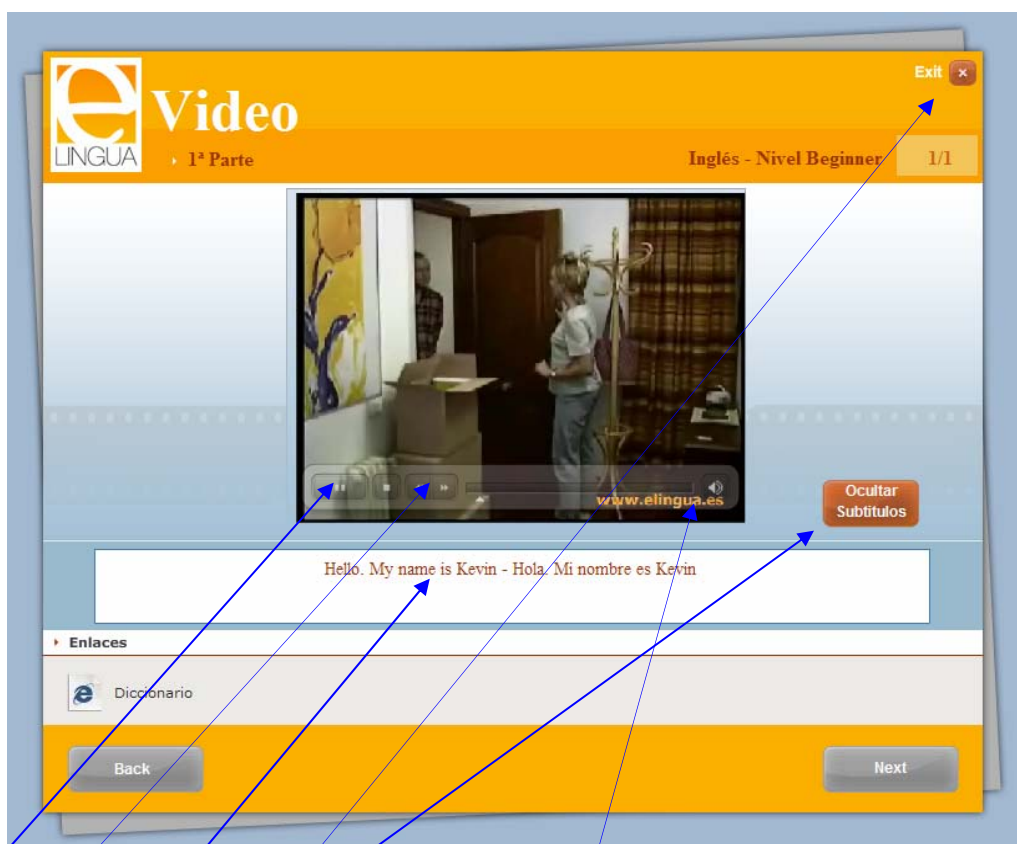 Exit
e
LINGUA
Video
1ª Parte
Inglés - Nivel Beginner
1/1
www.elingua.es
Ocultar
Subtitulos
Hello. My name is Kevin - Hola. Mi nombre es Kevin
Enlaces
Diccionario
Back
Next